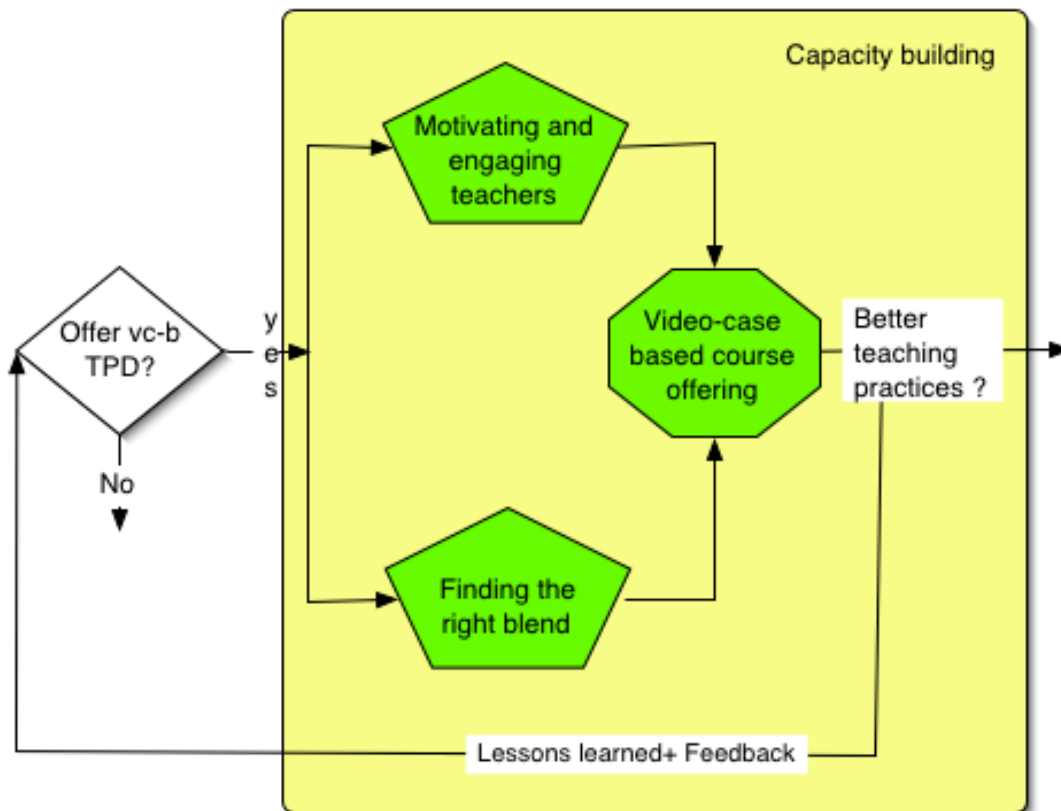 Capacity building
Motivating and
engaging
teachers
Offer vc-b
TPD?
y
e
s
No
Video-case
based course
offering
Better
teaching
practices ?
Finding the
right blend
Lessons learned+ Feedback